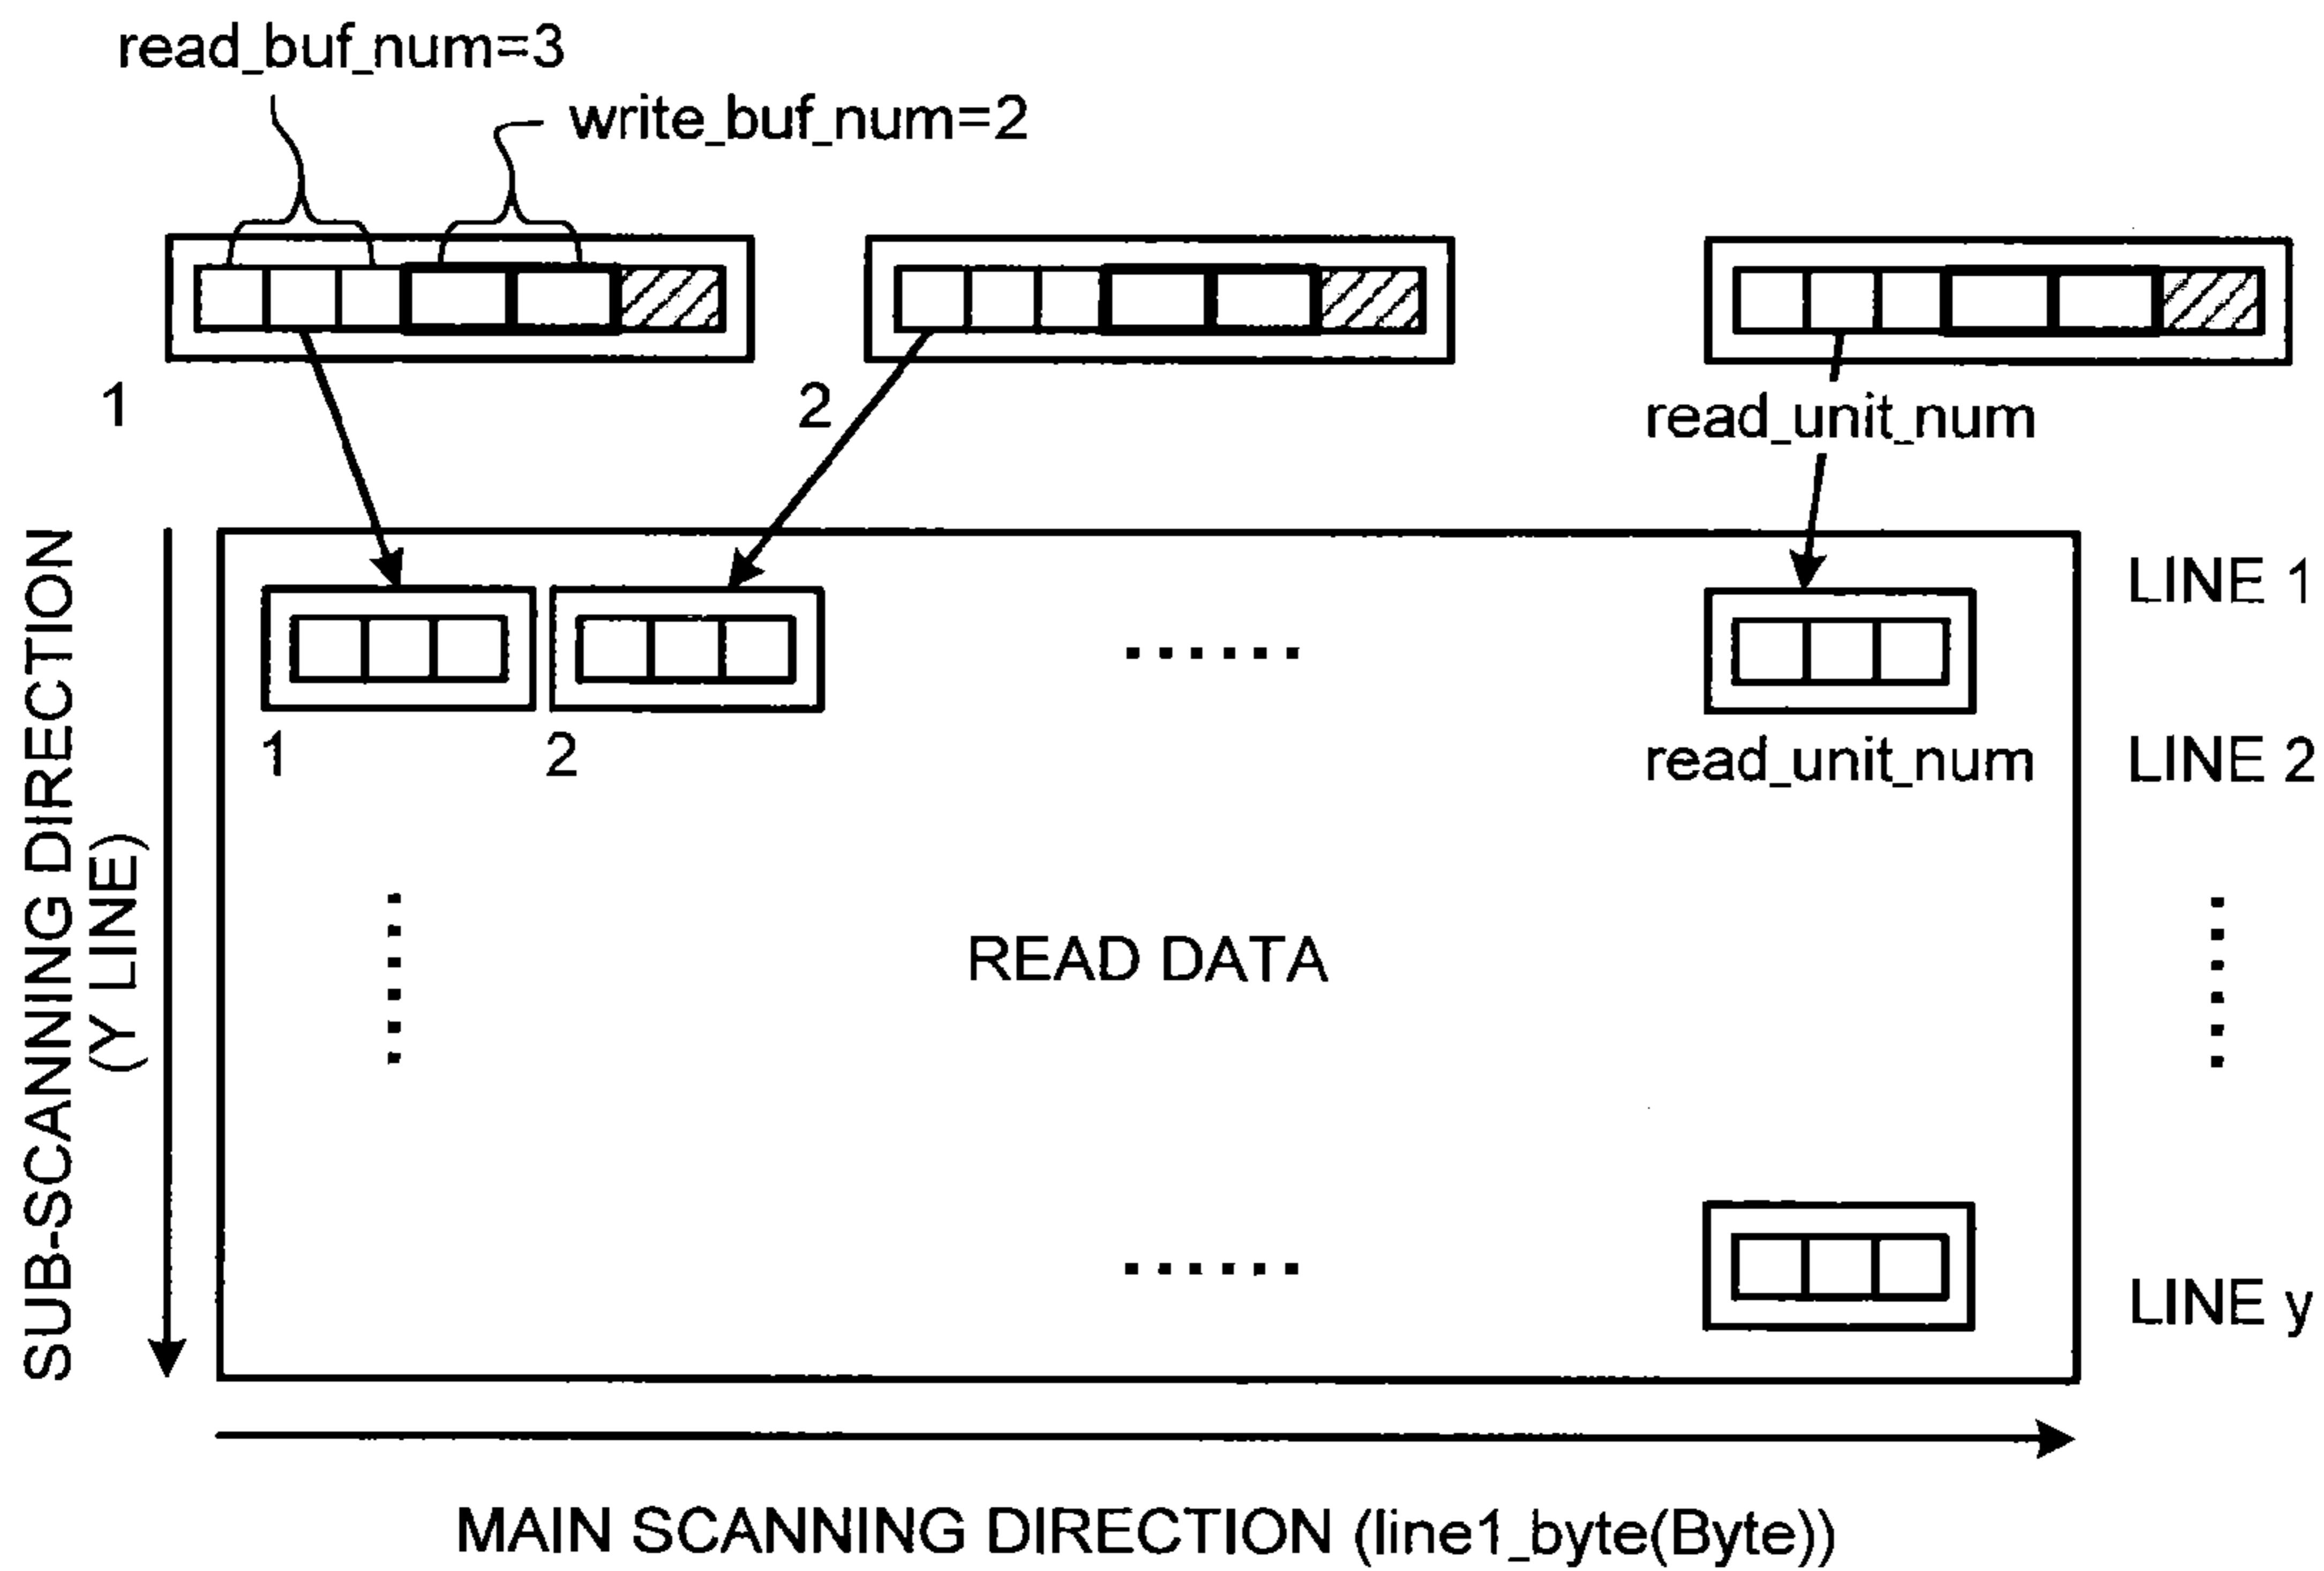 read_buf_num=3
write_buf_num=2
1
2
read_unit_num
LINE 1
1
2
read_unit_num
LINE 2
READ DATA
LINE y
SUB-SCANNING DIRECTION
(Y LINE)
MAIN SCANNING DIRECTION (line1_byte(Byte))